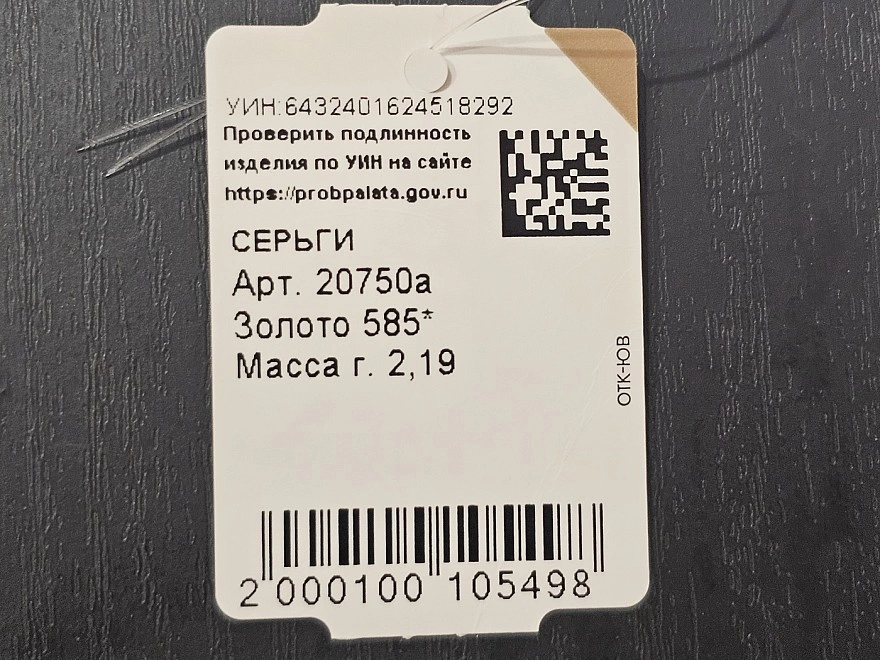 УИН:6432401624518292
Проверить подлинность
изделия по УИН на сайте
https://probpalata.gov.ru
СЕРЬГИ
Арт. 20750а
Золото 585*
Масса г. 2,19
ОТК-ЮВ
2 000100 105498